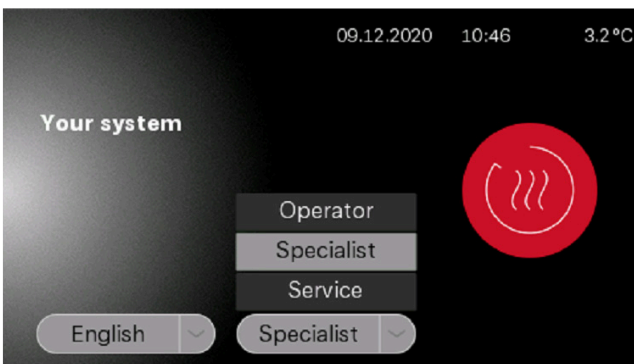 09.12.2020 10:46 3.2°C
Your system
Operator
Specialist
Service
English Specialist